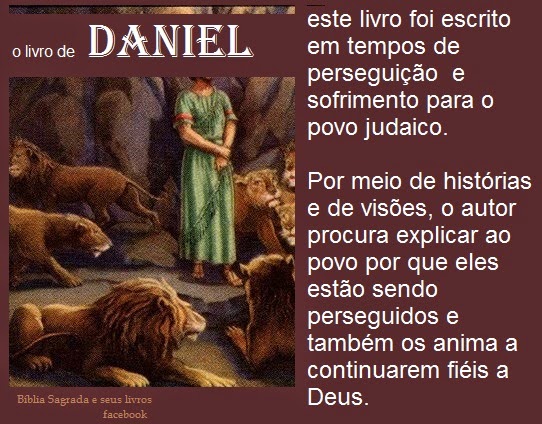 o livro de DANIEL
este livro foi escrito
em tempos de
perseguição e
sofrimento para o
povo judaico.
Por meio de histórias
e de visões, o autor
procura explicar ao
povo por que eles
estão sendo
perseguidos e
também os anima a
continuarem fiéis a
Deus.
Bíblia Sagrada e seus livros
facebook